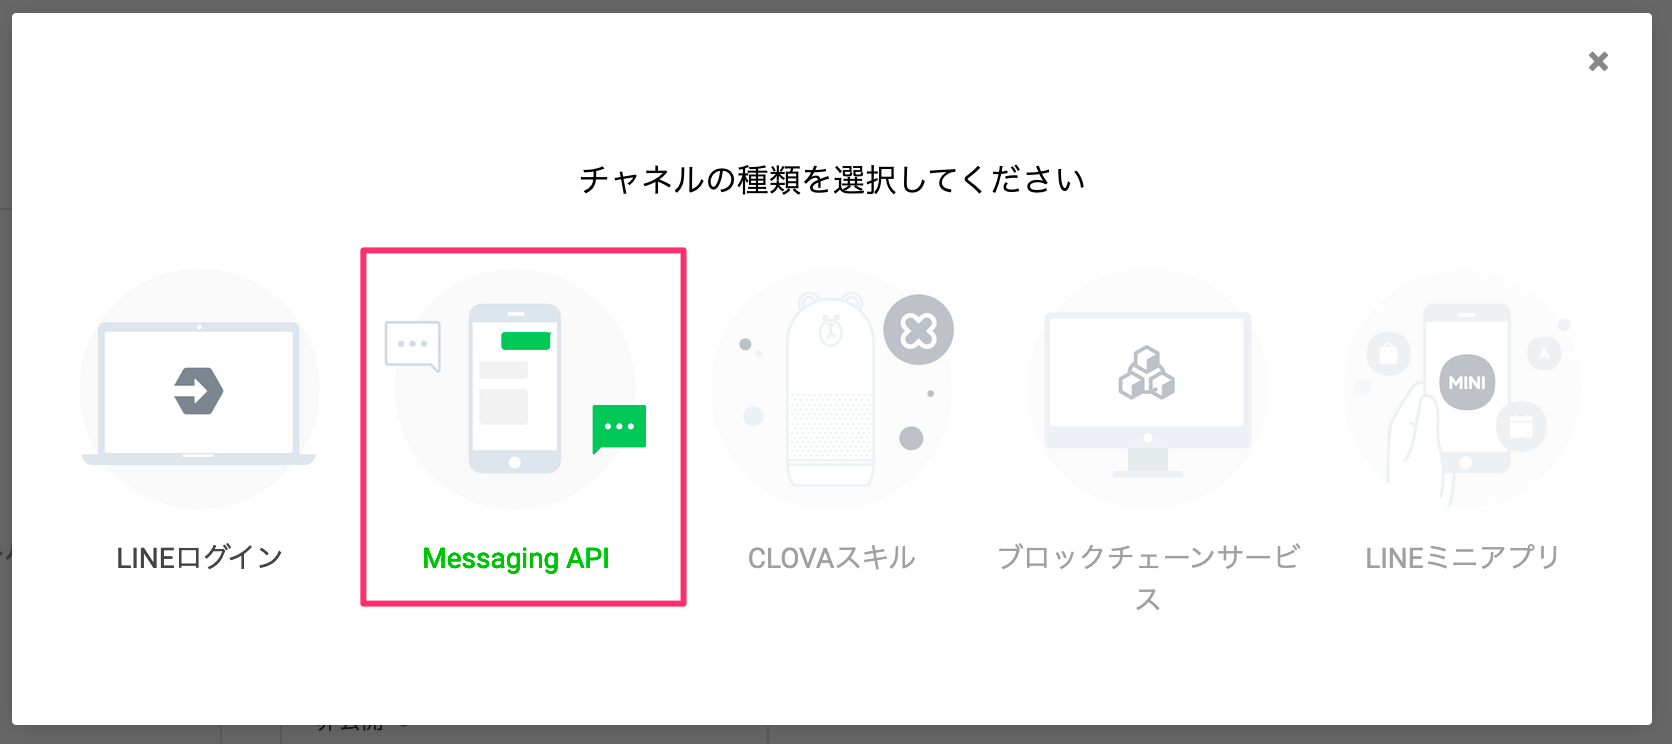 チャネルの種類を選択してください
MINI
LINEログイン
Messaging API
CLOVAスキル
ブロックチェーンサービ
ス
LINEミニアプリ